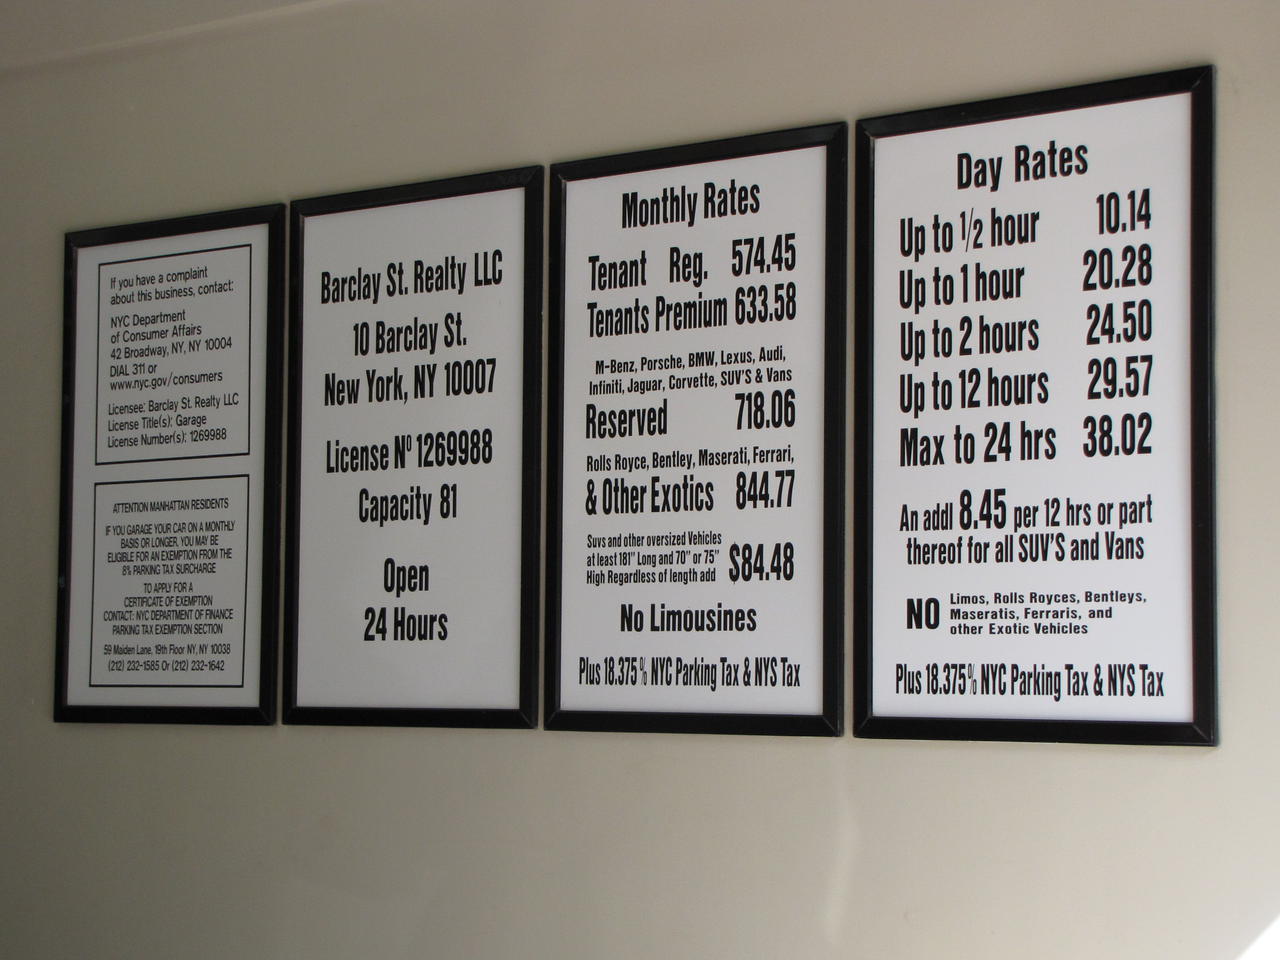 If you have a complaint
about this business, contact:
NYC Department
of Consumer Affairs
42 Broadway, NY, NY 10004
DIAL 311 or
www.nyc.gov/consumers
Licensee: Barclay St. Realty LLC
License Title(s): Garage
License Number(s): 1269988
ATTENTION MANHATTAN RESIDENTS
IF YOU GARAGE YOUR CAR ON A MONTHLY
BASIS OR LONGER, YOU MAY BE
ELIGIBLE FOR AN EXEMPTION FROM THE
8% PARKING TAX SURCHARGE
TO APPLY FOR A
CERTIFICATE OF EXEMPTION
CONTACT: NYC DEPARTMENT OF FINANCE
PARKING TAX EXEMPTION SECTION
59 Maiden Lane, 19th Floor NY, NY 10038
(212) 232-1585 Or (212) 232-1642
Barclay St. Realty LLC
10 Barclay St.
New York, NY 10007
License Nº 1269988
Capacity 81
Open
24 Hours
Monthly Rates
Tenant Reg. 574.45
Tenants Premium 633.58
M-Benz, Porsche, BMW, Lexus, Audi,
Infiniti, Jaguar, Corvette, SUV'S & Vans
Reserved 718.06
Rolls Royce, Bentley, Maserati, Ferrari,
& Other Exotics 844.77
Suvs and other oversized Vehicles
at least 181" Long and 70" or 75"
High Regardless of length add $84.48
No Limousines
Plus 18.375% NYC Parking Tax & NYS Tax
Day Rates
Up to 1/2 hour 10.14
Up to 1 hour 20.28
Up to 2 hours 24.50
Up to 12 hours 29.57
Max to 24 hrs 38.02
An addl 8.45 per 12 hrs or part
thereof for all SUV'S and Vans
NO Limos, Rolls Royces, Bentleys,
Maseratis, Ferraris, and
other Exotic Vehicles
Plus 18.375% NYC Parking Tax & NYS Tax